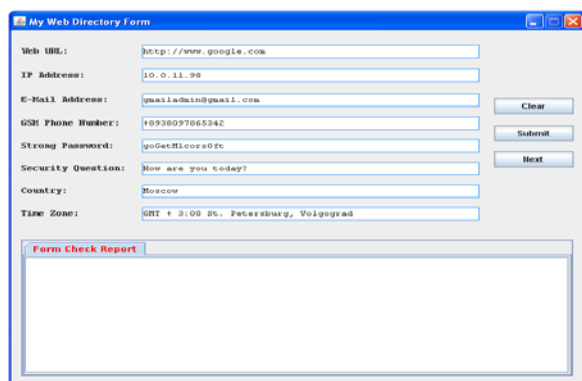 My Web Directory Form
Web URL: http://www.google.com
IP Address: 10.0.11.98
E-Mail Address: gmailadmin@gmail.com
Clear
GSM Phone Number: +8938097865342
Submit
Strong Password: goGetMicors0ft
Next
Security Question: How are you today?
Country: Moscow
Time Zone: GMT + 3:00 St. Petersburg, Volgograd
Form Check Report